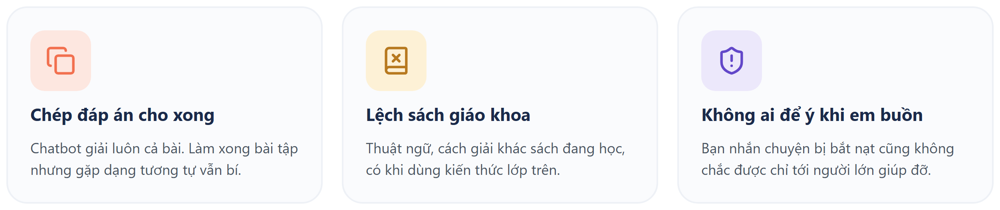 Chép đáp án cho xong
Chatbot giải luôn cả bài. Làm xong bài tập
nhưng gặp dạng tương tự vẫn bí.
Lệch sách giáo khoa
Thuật ngữ, cách giải khác sách đang học,
có khi dùng kiến thức lớp trên.
Không ai để ý khi em buồn
Bạn nhắn chuyện bị bắt nạt cũng không
chắc được chỉ tới người lớn giúp đỡ.